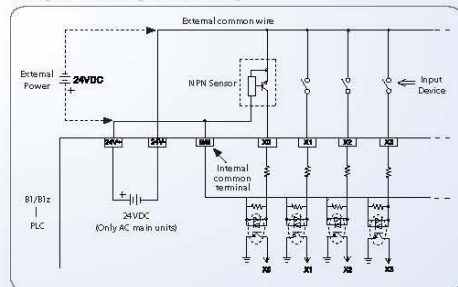 External common wire
External
Power
24VDC
+
NPN Sensor
Input
Device
24V+
24V-
S/S
X0
X1
X2
X3
Internal
common
terminal
B1/B1z
PLC
+
24VDC
(Only AC main units)
X0
X1
X2
X3